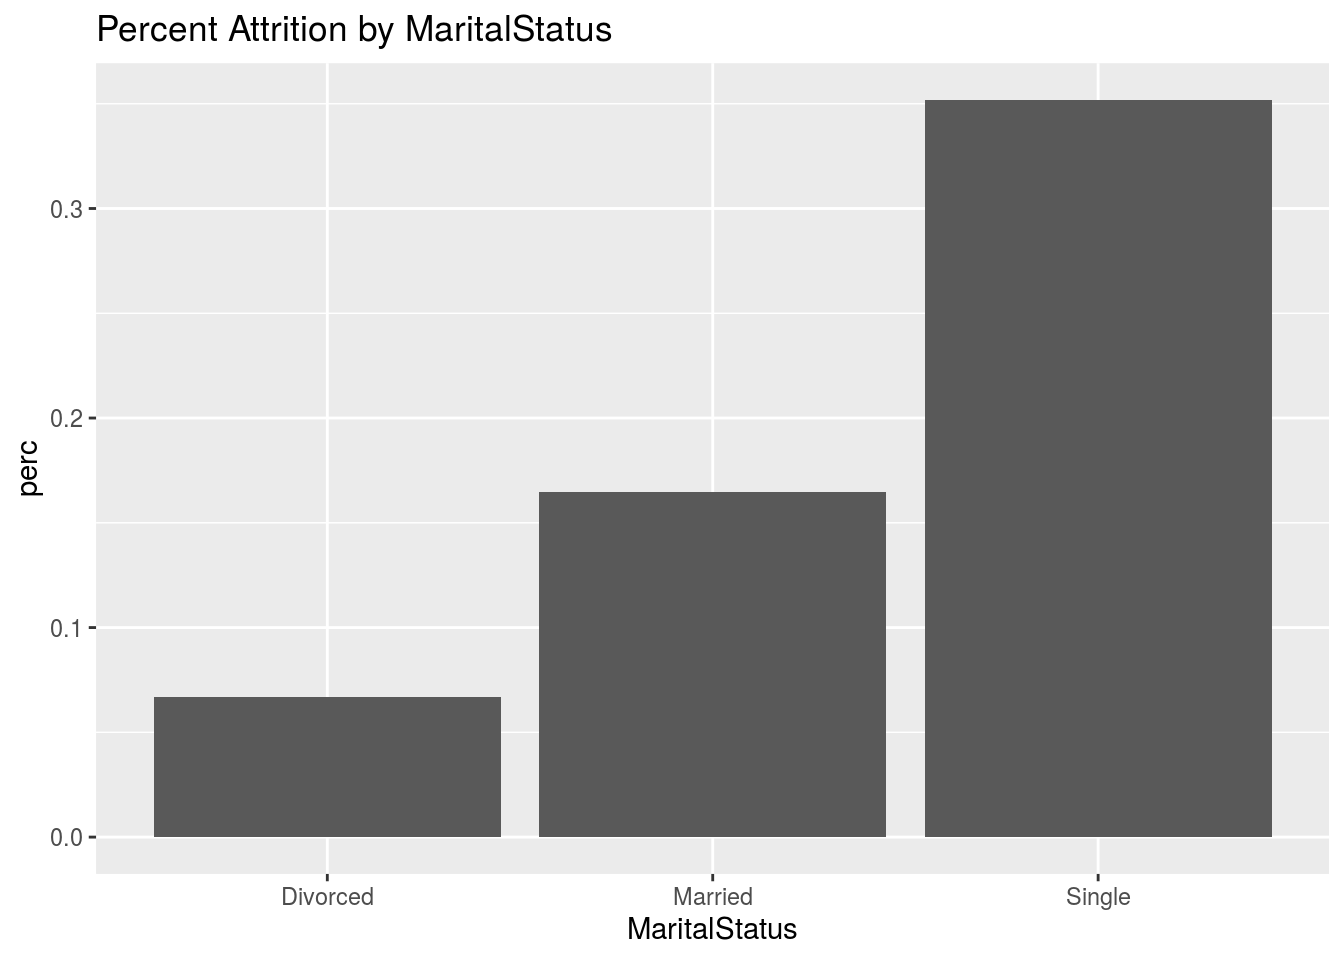 Percent Attrition by MaritalStatus
perc
0.3
0.2
0.1
0.0
Divorced Married Single
MaritalStatus